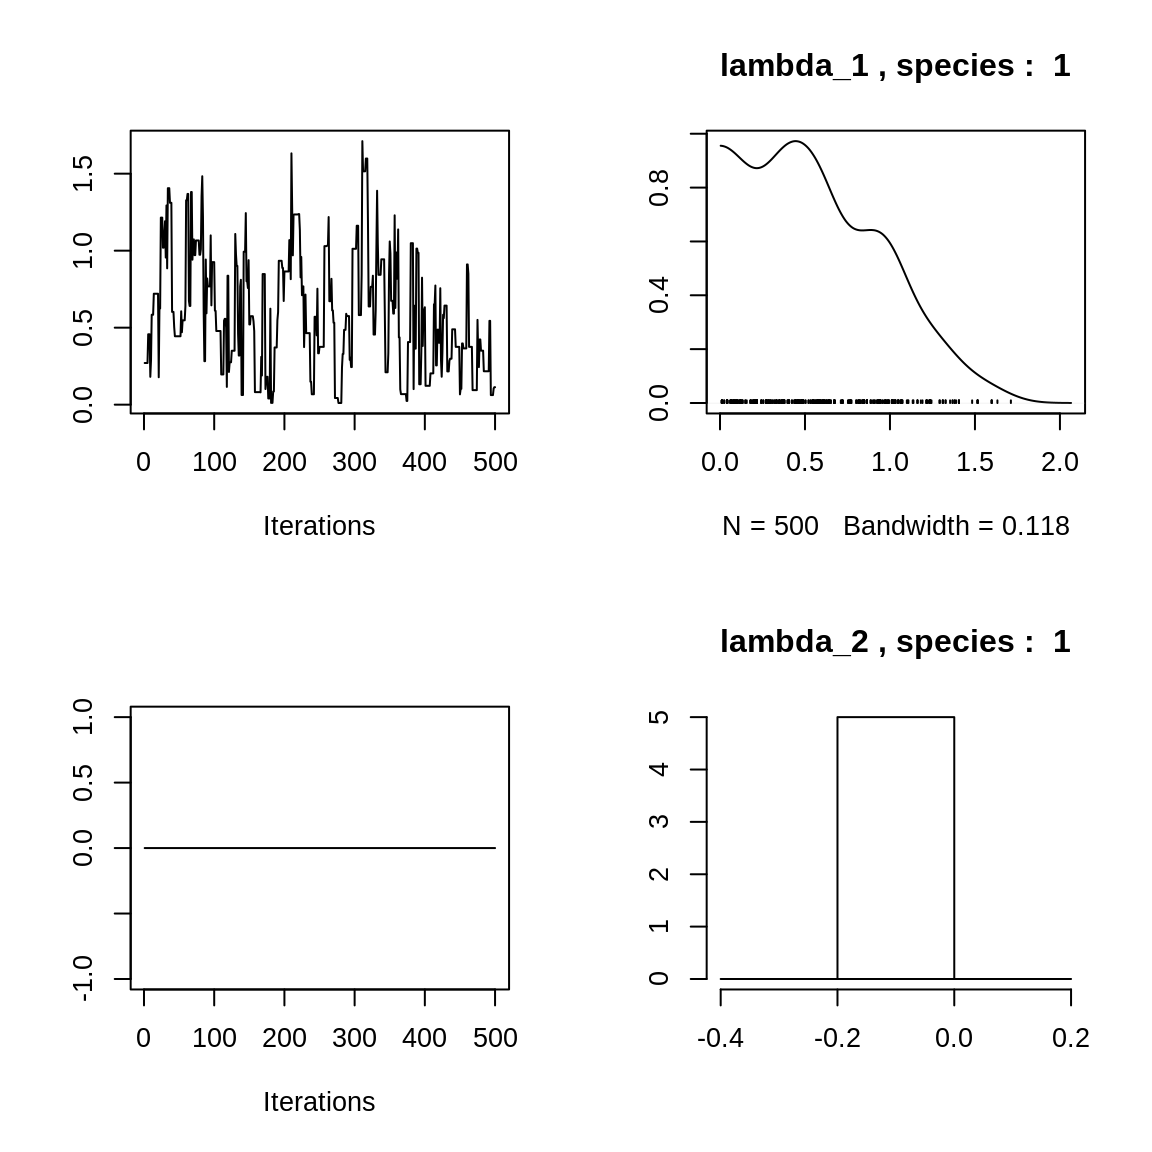 lambda_1 , species :  1
0.0 0.5 1.0 1.5
0 100 200 300 400 500
Iterations
0.0 0.4 0.8
0.0 0.5 1.0 1.5 2.0
N = 500   Bandwidth = 0.118
lambda_2 , species :  1
-1.0 0.0 0.5 1.0
0 100 200 300 400 500
Iterations
0 1 2 3 4 5
-0.4 -0.2 0.0 0.2